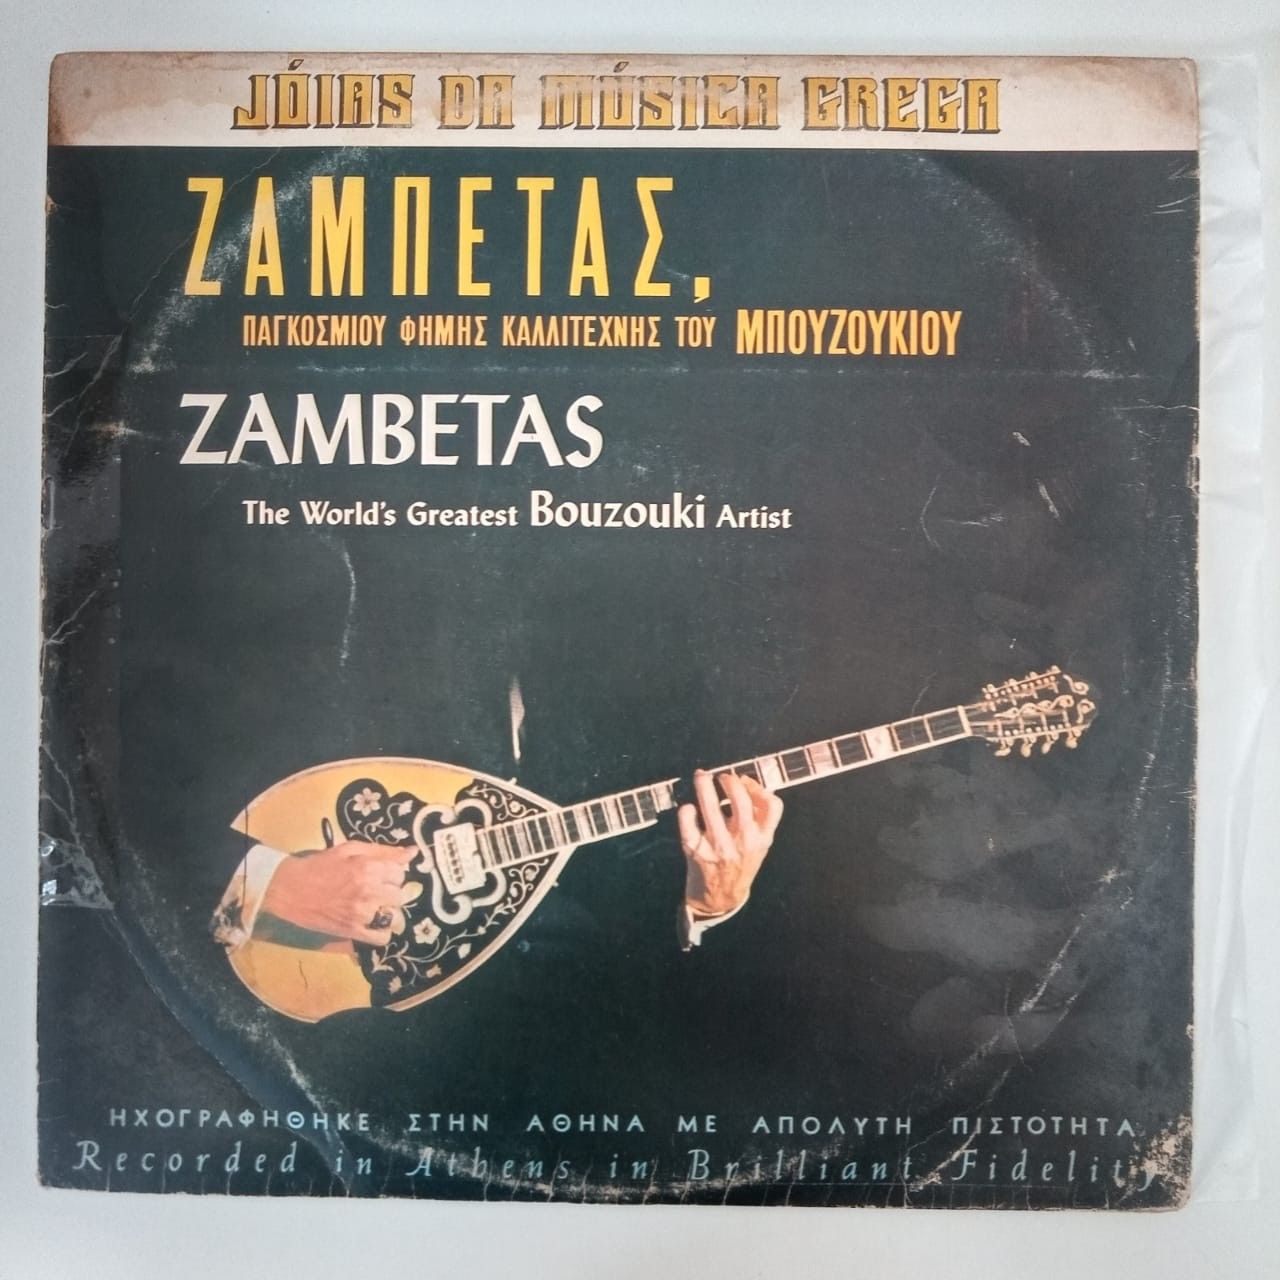 JÓIAS DA MÚSICA GREGA
ΖΑΜΠΕΤΑΣ,
ΠΑΓΚΟΣΜΙΟΥ ΦΗΜΗΣ ΚΑΛΛΙΤΕΧΝΗΣ ΤΟΥ ΜΠΟΥΖΟΥΚΙΟΥ
ZAMBETAS
The World's Greatest Bouzouki Artist
ΗΧΟΓΡΑΦΗΘΗΚΕ ΣΤΗΝ ΑΘΗΝΑ ΜΕ ΑΠΟΛΥΤΗ ΠΙΣΤΟΤΗΤΑ
Recorded in Athens in Brilliant Fidelity